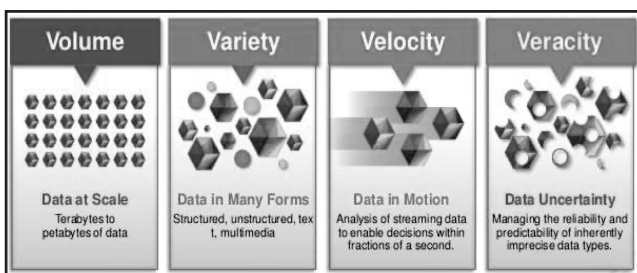 Volume
Variety
Velocity
Veracity
Data at Scale
Terabytes to
petabytes of data
Data in Many Forms
Structured, unstructured, tex
t, multimedia
Data in Motion
Analysis of streaming data
to enable decisions within
fractions of a second.
Data Uncertainty
Managing the reliability and
predictability of inherently
imprecise data types.